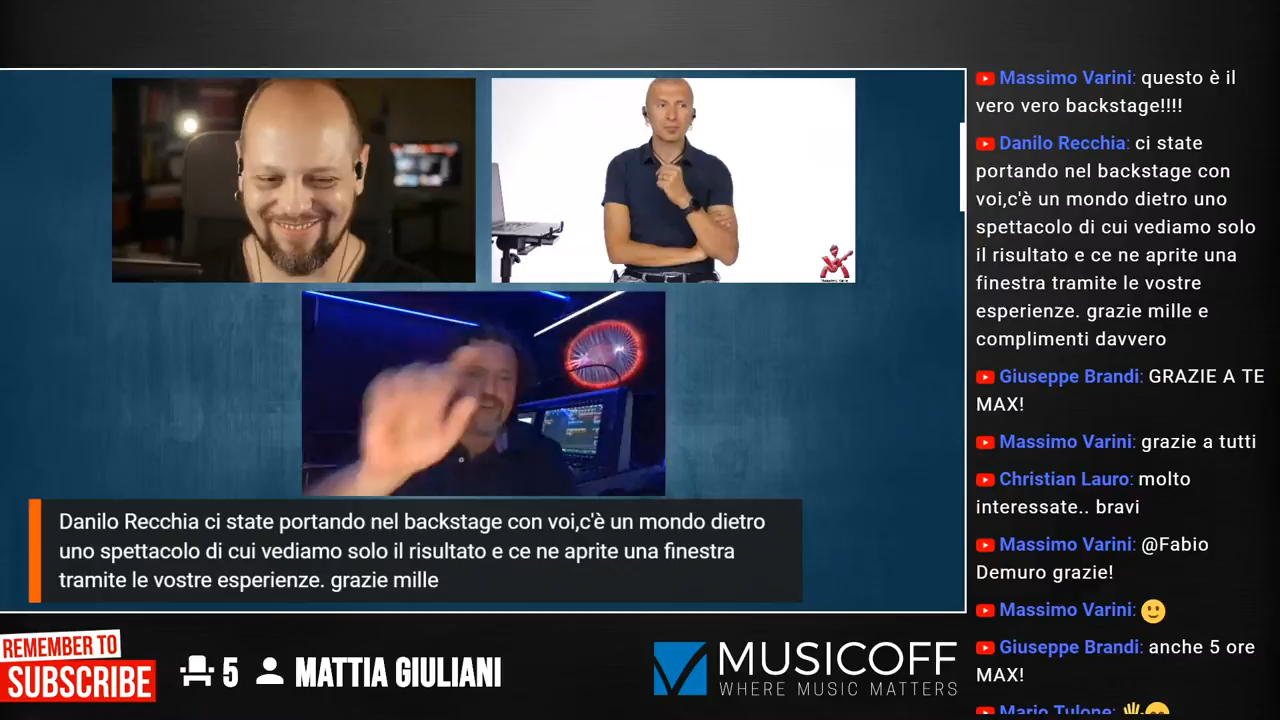 Massimo Varini: questo è il
vero vero backstage!!!!
Danilo Recchia: ci state
portando nel backstage con
voi,c'è un mondo dietro uno
spettacolo di cui vediamo solo
il risultato e ce ne aprite una
finestra tramite le vostre
esperienze. grazie mille e
complimenti davvero
Giuseppe Brandi: GRAZIE A TE
MAX!
Massimo Varini: grazie a tutti
Christian Lauro: molto
interessate.. bravi
Massimo Varini: @Fabio
Demuro grazie!
Massimo Varini: 🙂
Giuseppe Brandi: anche 5 ore
MAX!
Mario Tulone:
Danilo Recchia ci state portando nel backstage con voi,c'è un mondo dietro
uno spettacolo di cui vediamo solo il risultato e ce ne aprite una finestra
tramite le vostre esperienze. grazie mille
REMEMBER TO
SUBSCRIBE
5 MATTIA GIULIANI
MUSICOFF
WHERE MUSIC MATTERS